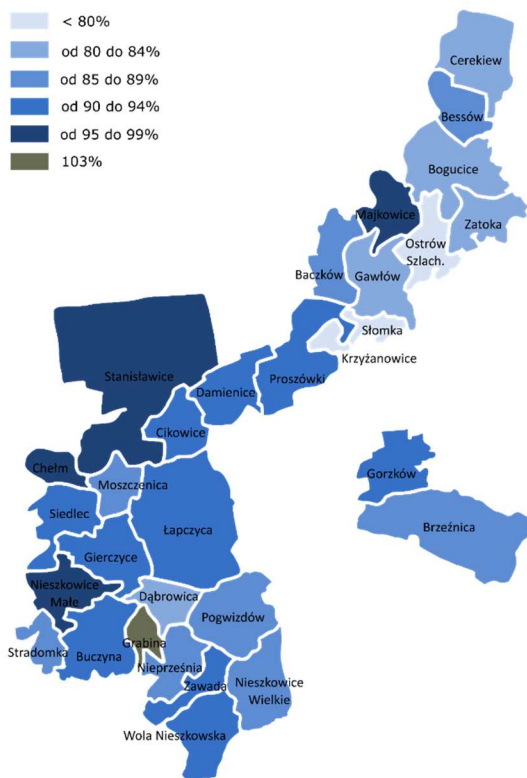 < 80%
od 80 do 84%
od 85 do 89%
od 90 do 94%
od 95 do 99%
103%
Cerekiew
Bessów
Bogucice
Majkowice
Zatoka
Ostrów
Szlach.
Baczków
Gawłów
Słomka
Krzyżanowice
Stanisławice
Proszówki
Damienice
Cikowice
Chełm
Moszczenica
Gorzków
Siedlec
Łapczyca
Brzeźnica
Gierczyce
Nieszkowice
Małe
Dąbrowica
Pogwizdów
Stradomka
Grabina
Buczyna
Nieprześnia
Zawada
Nieszkowice
Wielkie
Wola Nieszkowska